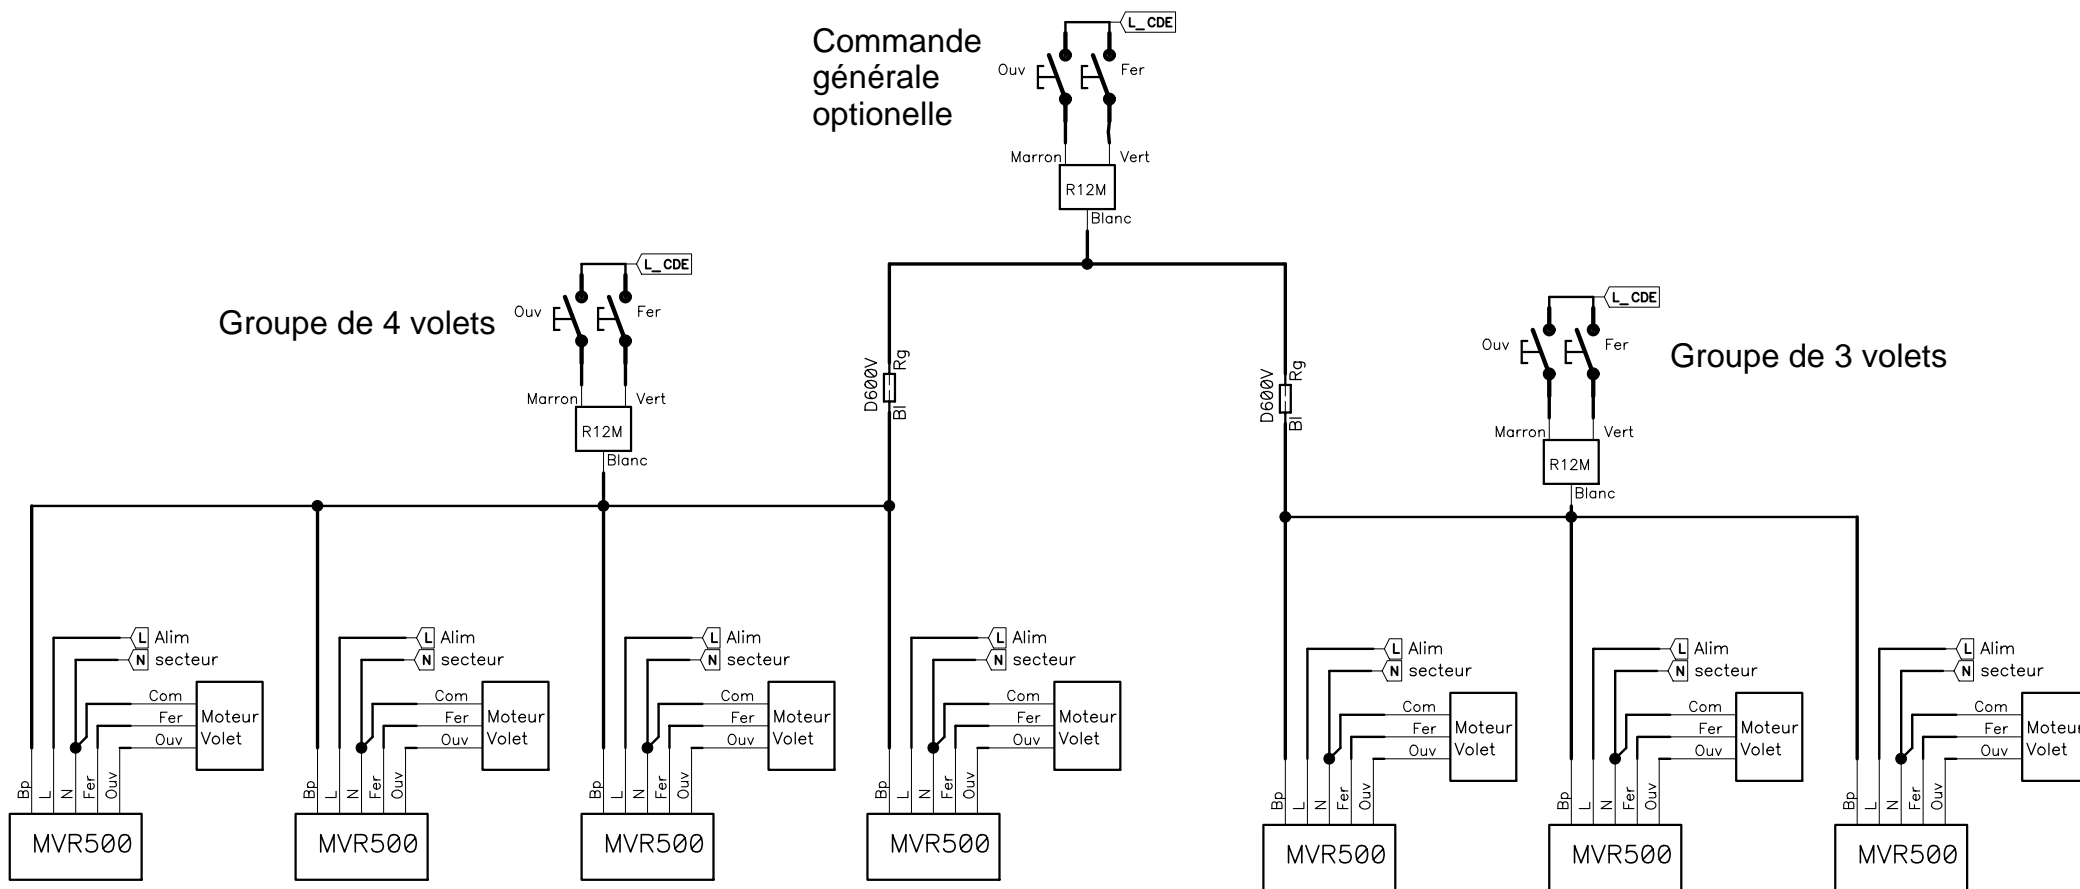 L_CDE
Commande
générale
optionelle
Ouv
Fer
Marron
Vert
R12M
Blanc
L_CDE
Groupe de 4 volets
Ouv
Fer
Marron
Vert
R12M
Blanc
D600V
Rg
Bl
D600V
Rg
Bl
L_CDE
Ouv
Fer
Groupe de 3 volets
Marron
Vert
R12M
Blanc
L Alim
N secteur
Com
Fer
Ouv
Moteur
Volet
Bp
L
N
Fer
Ouv
MVR500
L Alim
N secteur
Com
Fer
Ouv
Moteur
Volet
Bp
L
N
Fer
Ouv
MVR500
L Alim
N secteur
Com
Fer
Ouv
Moteur
Volet
Bp
L
N
Fer
Ouv
MVR500
L Alim
N secteur
Com
Fer
Ouv
Moteur
Volet
Bp
L
N
Fer
Ouv
MVR500
L Alim
N secteur
Com
Fer
Ouv
Moteur
Volet
Bp
L
N
Fer
Ouv
MVR500
L Alim
N secteur
Com
Fer
Ouv
Moteur
Volet
Bp
L
N
Fer
Ouv
MVR500
L Alim
N secteur
Com
Fer
Ouv
Moteur
Volet
Bp
L
N
Fer
Ouv
MVR500